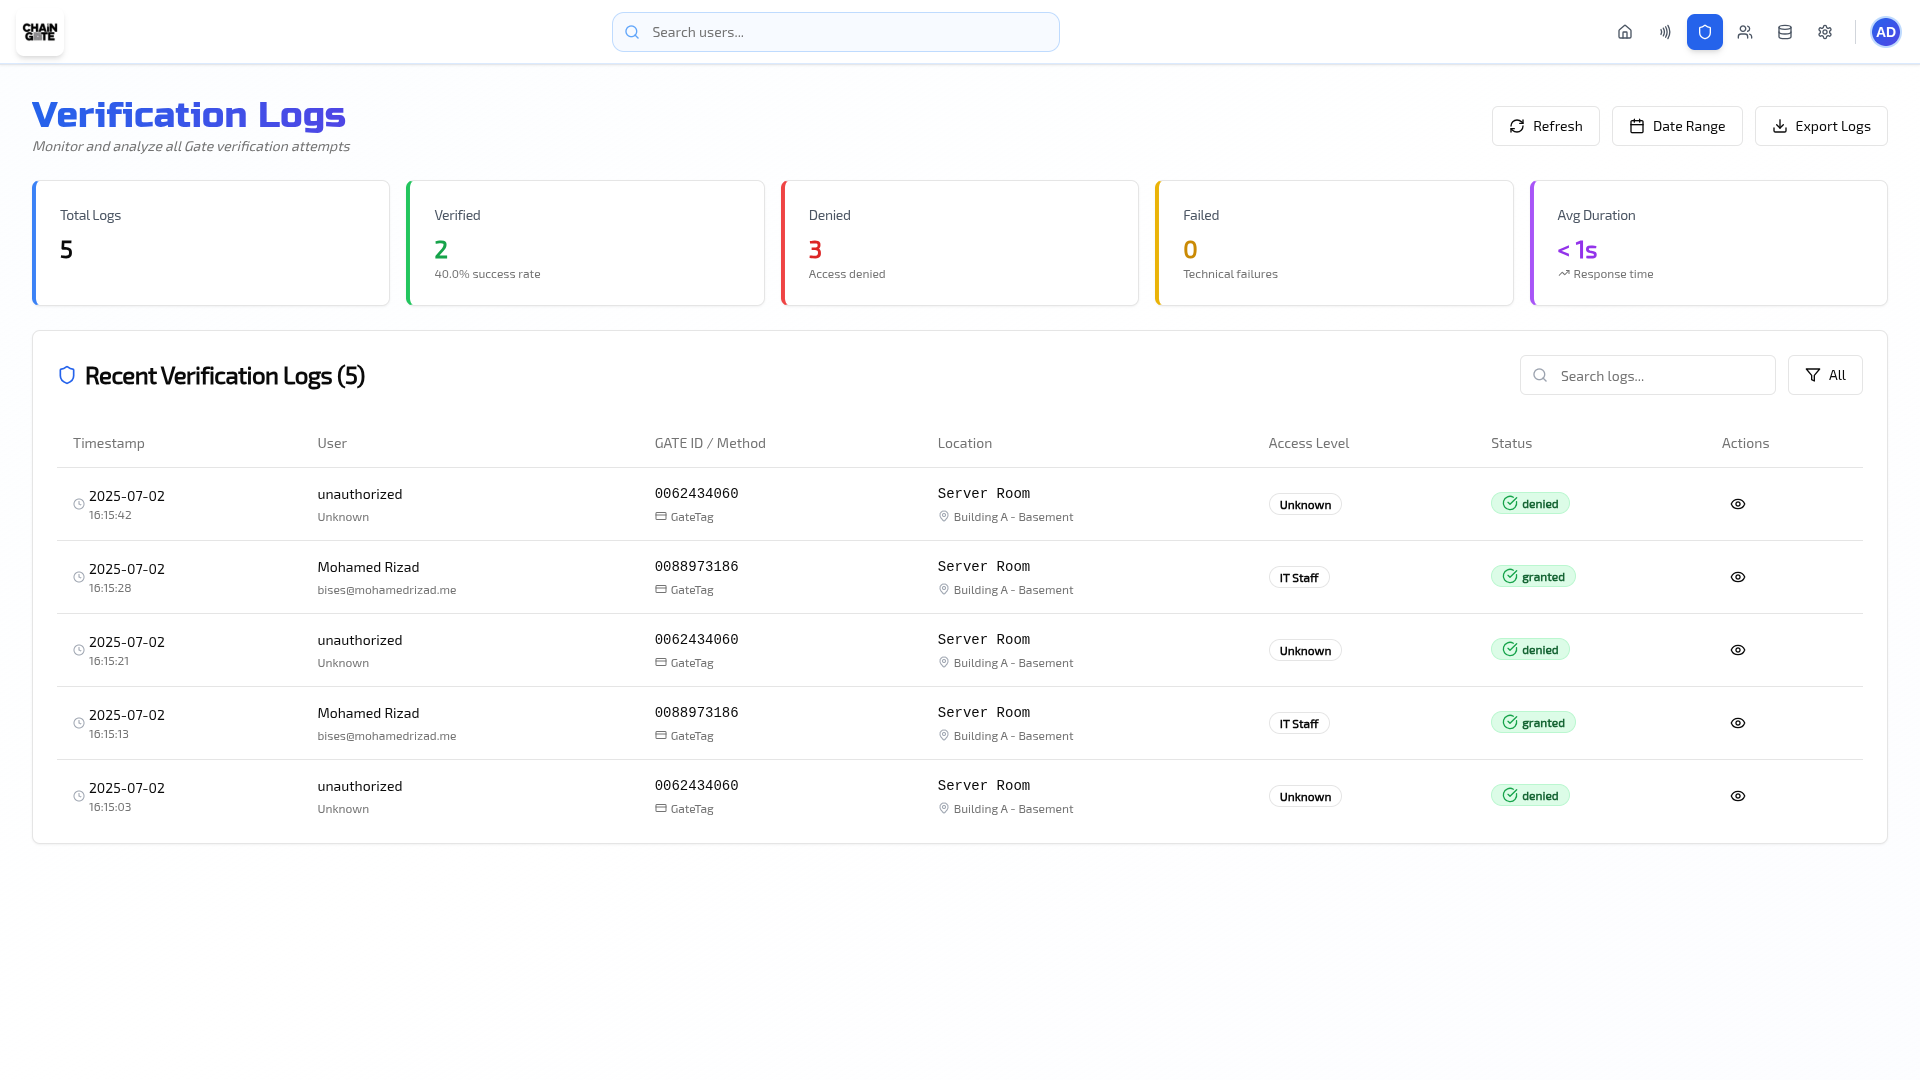 CHAIN
GATE
Search users...
AD
Verification Logs
Monitor and analyze all Gate verification attempts
Refresh
Date Range
Export Logs
Total Logs
5
Verified
2
40.0% success rate
Denied
3
Access denied
Failed
0
Technical failures
Avg Duration
< 1s
Response time
Recent Verification Logs (5)
Search logs...
All
Timestamp User GATE ID / Method Location Access Level Status Actions
2025-07-02 unauthorized 0062434060 Server Room Unknown denied
16:15:42 Unknown GateTag Building A - Basement
2025-07-02 Mohamed Rizad 0088973186 Server Room IT Staff granted
16:15:28 bises@mohamedrizad.me GateTag Building A - Basement
2025-07-02 unauthorized 0062434060 Server Room Unknown denied
16:15:21 Unknown GateTag Building A - Basement
2025-07-02 Mohamed Rizad 0088973186 Server Room IT Staff granted
16:15:13 bises@mohamedrizad.me GateTag Building A - Basement
2025-07-02 unauthorized 0062434060 Server Room Unknown denied
16:15:03 Unknown GateTag Building A - Basement